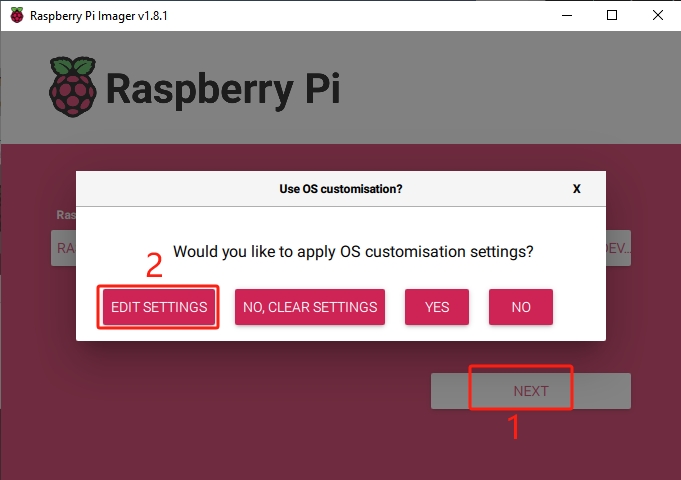 Raspberry Pi Imager v1.8.1
Raspberry Pi
Use OS customisation?
X
Ras
RA
DEV...
Would you like to apply OS customisation settings?
2
EDIT SETTINGS
NO, CLEAR SETTINGS
YES
NO
NEXT
1